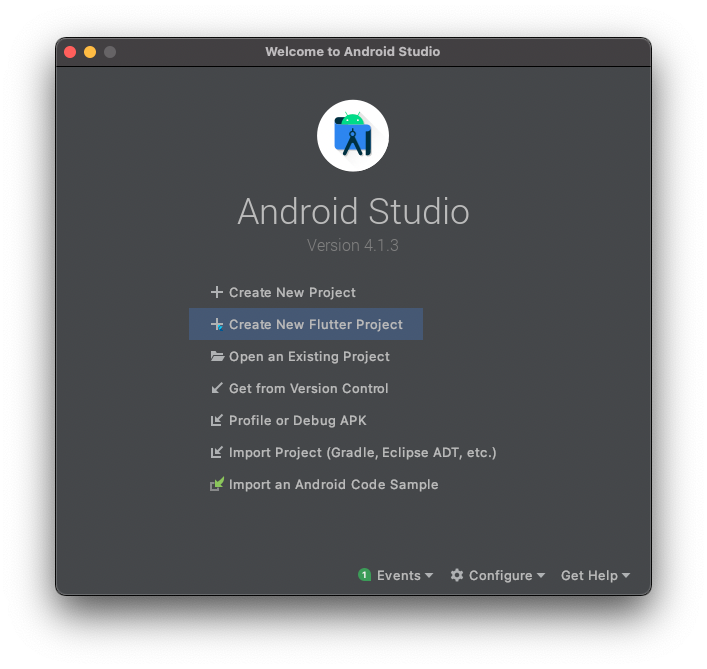 Welcome to Android Studio
Android Studio
Version 4.1.3
Create New Project
Create New Flutter Project
Open an Existing Project
Get from Version Control
Profile or Debug APK
Import Project (Gradle, Eclipse ADT, etc.)
Import an Android Code Sample
1 Events Configure Get Help